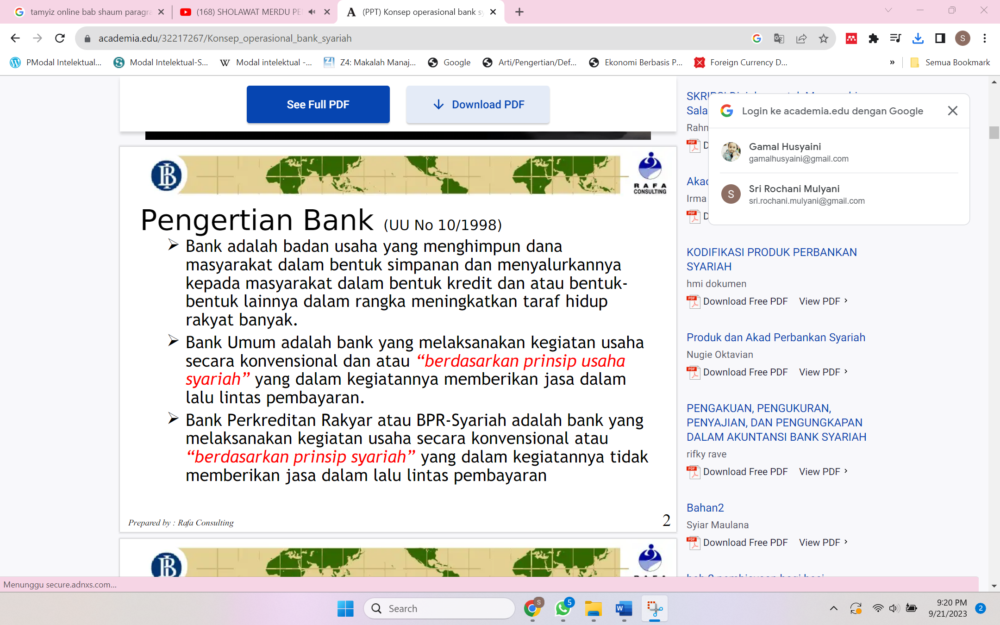 tamyiz online bab shaum paragra
(168) SHOLAWAT MERDU PE
(PPT) Konsep operasional bank sy
academia.edu/32217267/Konsep_operasional_bank_syariah
S
PModal Intelektual...
Modal Intelektual-S...
Modal intelektual -...
Z4: Makalah Manaj...
Google
Arti/Pengertian/Def...
Ekonomi Berbasis P...
Foreign Currency D...
»
Semua Bookmark
See Full PDF
Download PDF
RAFA
CONSULTING
Pengertian Bank (UU No 10/1998)
➢ Bank adalah badan usaha yang menghimpun dana
masyarakat dalam bentuk simpanan dan menyalurkannya
kepada masyarakat dalam bentuk kredit dan atau bentuk-
bentuk lainnya dalam rangka meningkatkan taraf hidup
rakyat banyak.
➢ Bank Umum adalah bank yang melaksanakan kegiatan usaha
secara konvensional dan atau “berdasarkan prinsip usaha
syariah” yang dalam kegiatannya memberikan jasa dalam
lalu lintas pembayaran.
➢ Bank Perkreditan Rakyar atau BPR-Syariah adalah bank yang
melaksanakan kegiatan usaha secara konvensional atau
“berdasarkan prinsip syariah” yang dalam kegiatannya tidak
memberikan jasa dalam lalu lintas pembayaran
Prepared by : Rafa Consulting
2
Sala
Rahm
D
Akad
Irma
D
Login ke academia.edu dengan Google
Gamal Husyaini
gamalhusyaini@gmail.com
S
Sri Rochani Mulyani
sri.rochani.mulyani@gmail.com
KODIFIKASI PRODUK PERBANKAN
SYARIAH
hmi dokumen
Download Free PDF View PDF
Produk dan Akad Perbankan Syariah
Nugie Oktavian
Download Free PDF View PDF
PENGAKUAN, PENGUKURAN,
PENYAJIAN, DAN PENGUNGKAPAN
DALAM AKUNTANSI BANK SYARIAH
rifky rave
Download Free PDF View PDF
Bahan2
Syiar Maulana
Download Free PDF View PDF
Menunggu secure.adnxs.com...
Search
S
5
9:20 PM
9/21/2023
2